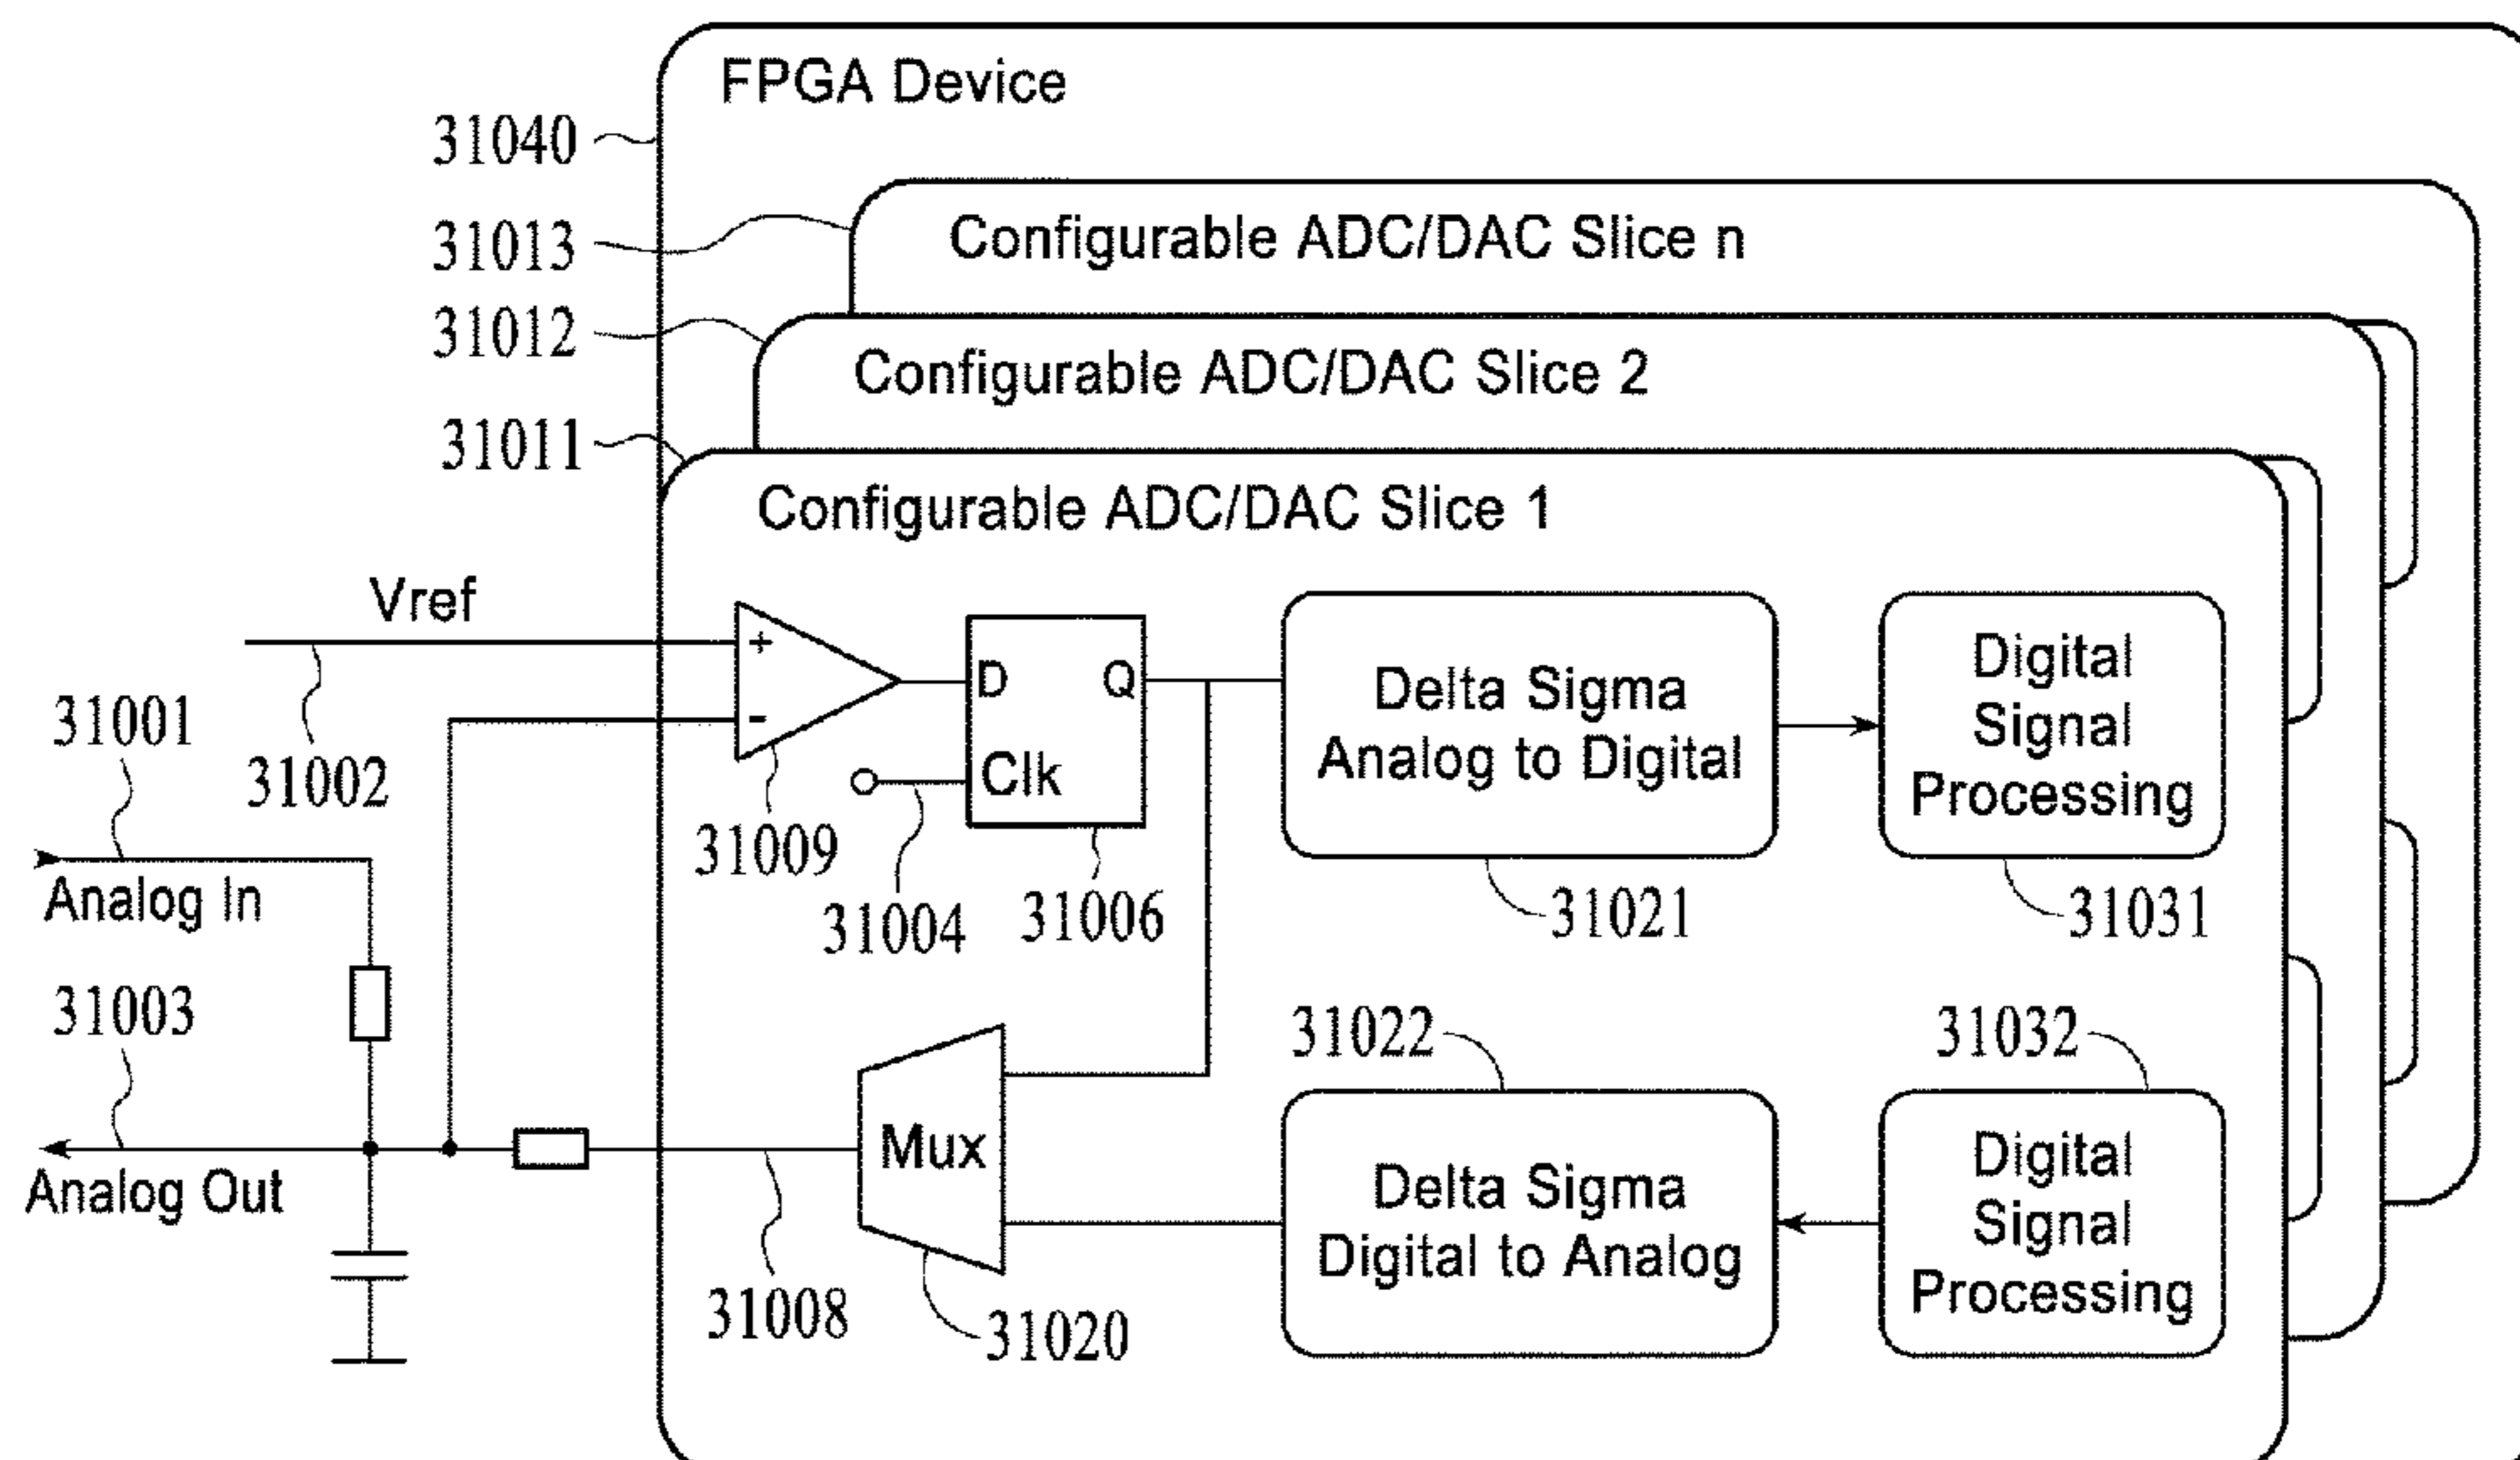 FPGA Device
31040
31013
Configurable ADC/DAC Slice n
31012
Configurable ADC/DAC Slice 2
31011
Configurable ADC/DAC Slice 1
Vref
31002
31001
Analog In
31003
Analog Out
+
-
31009
D
Q
Clk
31004
31006
Delta Sigma
Analog to Digital
31021
Digital
Signal
Processing
31031
Mux
31008
31020
31022
Delta Sigma
Digital to Analog
31032
Digital
Signal
Processing